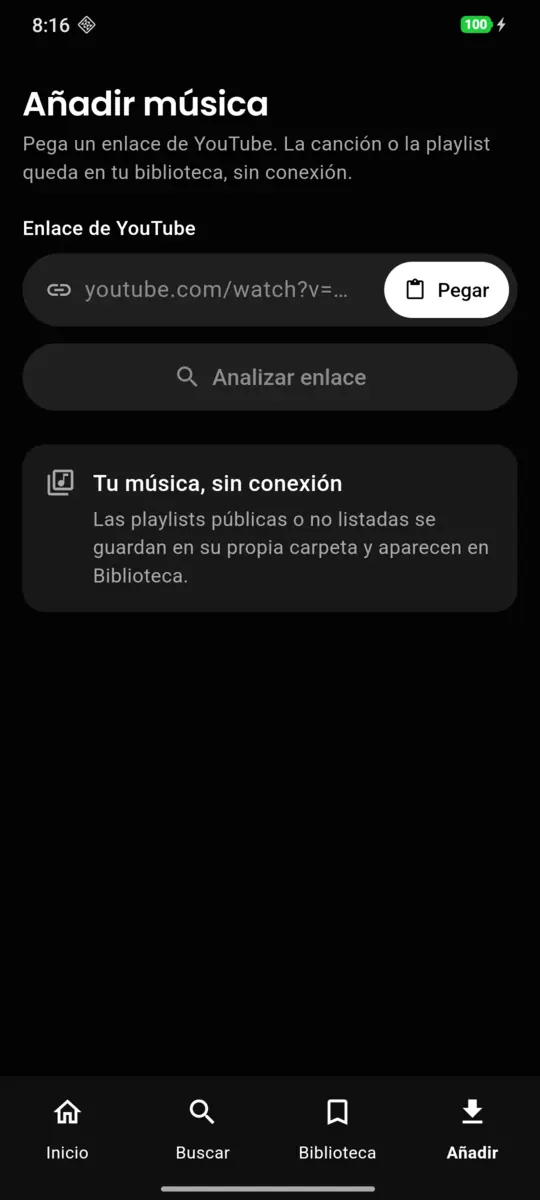 8:16
100
Añadir música
Pega un enlace de YouTube. La canción o la playlist
queda en tu biblioteca, sin conexión.
Enlace de YouTube
youtube.com/watch?v=...
Pegar
Analizar enlace
Tu música, sin conexión
Las playlists públicas o no listadas se
guardan en su propia carpeta y aparecen en
Biblioteca.
Inicio
Buscar
Biblioteca
Añadir